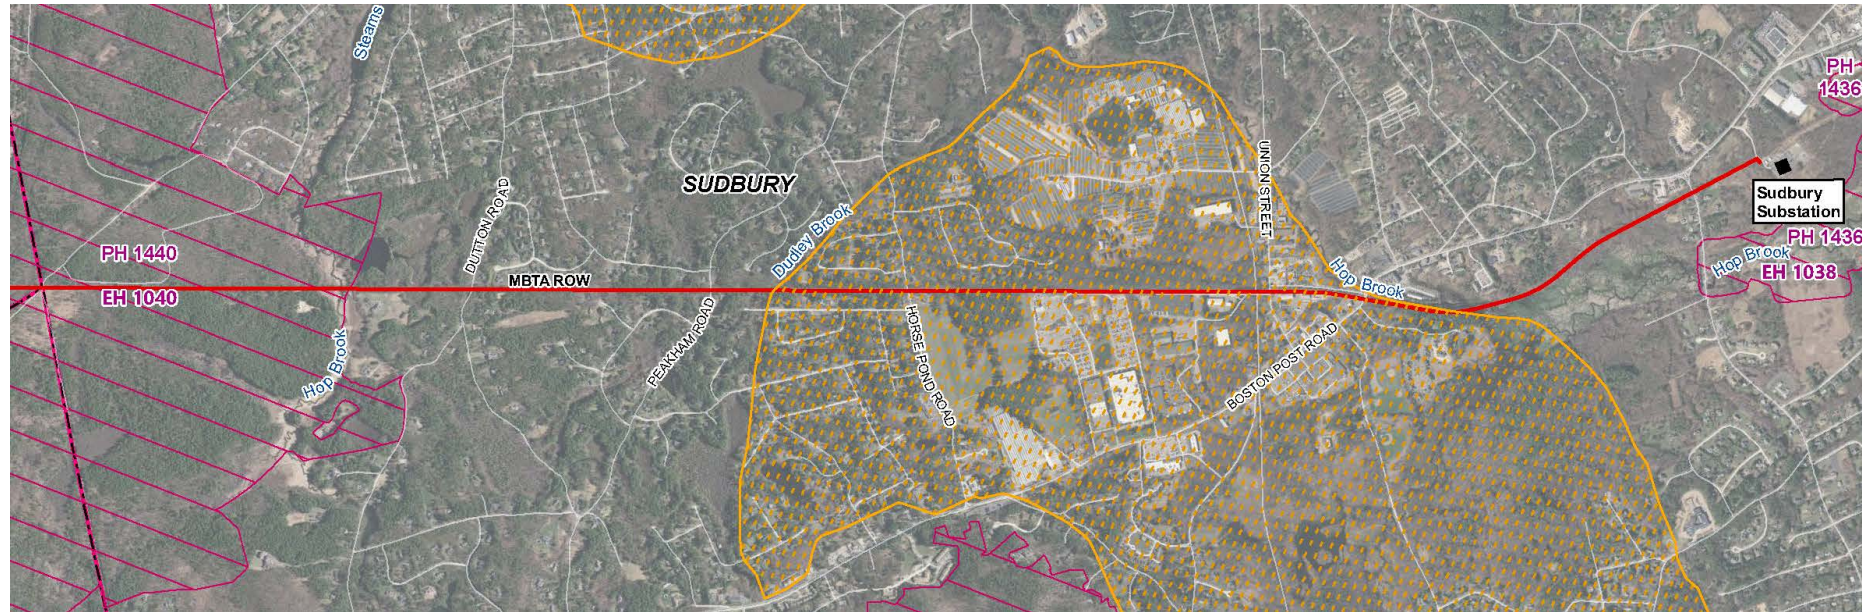 Stearns
PH
1436
UNION STREET
SUDBURY
Sudbury
Substation
DUTTON ROAD
Dudley Brook
PH 1440
PH 1436
Hop Brook
EH 1038
Hop Brook
MBTA ROW
EH 1040
PEAKHAM ROAD
HORSE POND ROAD
BOSTON POST ROAD
Hop Brook